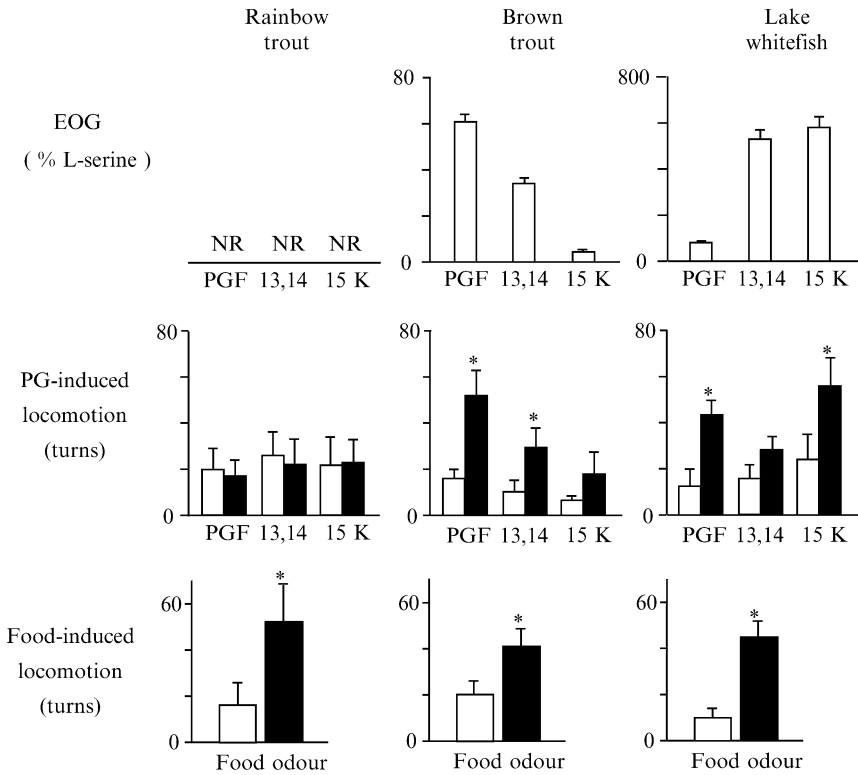 Rainbow
trout
Brown
trout
Lake
whitefish
EOG
( % L-serine )
NR NR NR
PGF 13,14 15 K
80
0
PGF 13,14 15 K
800
0
PGF 13,14 15 K
PG-induced
locomotion
(turns)
80
0
PGF 13,14 15 K
80
* *
0
PGF 13,14 15 K
80
* *
0
PGF 13,14 15 K
Food-induced
locomotion
(turns)
60
*
0
Food odour
60
*
0
Food odour
60
*
0
Food odour